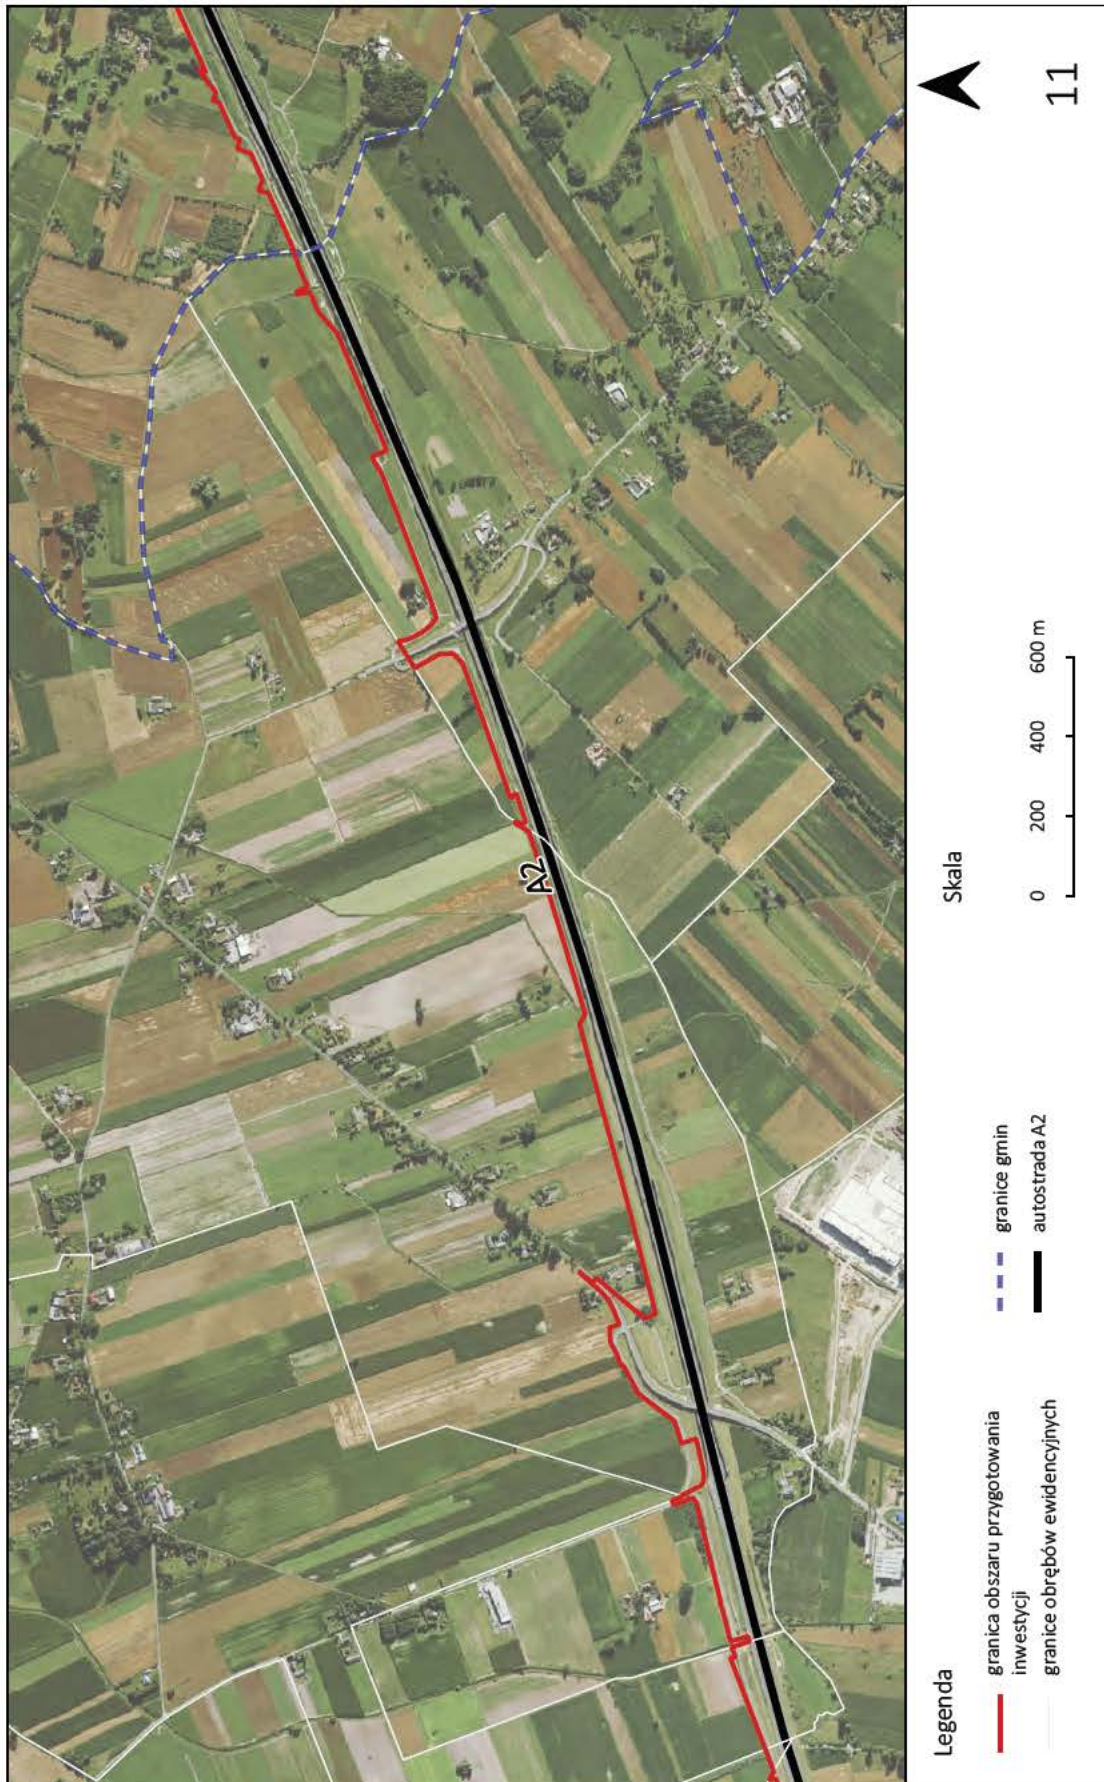 A2
Legenda
granica obszaru przygotowania
inwestycji
granice obrębów ewidencyjnych
granice gmin
autostrada A2
Skala
0 200 400 600 m
11